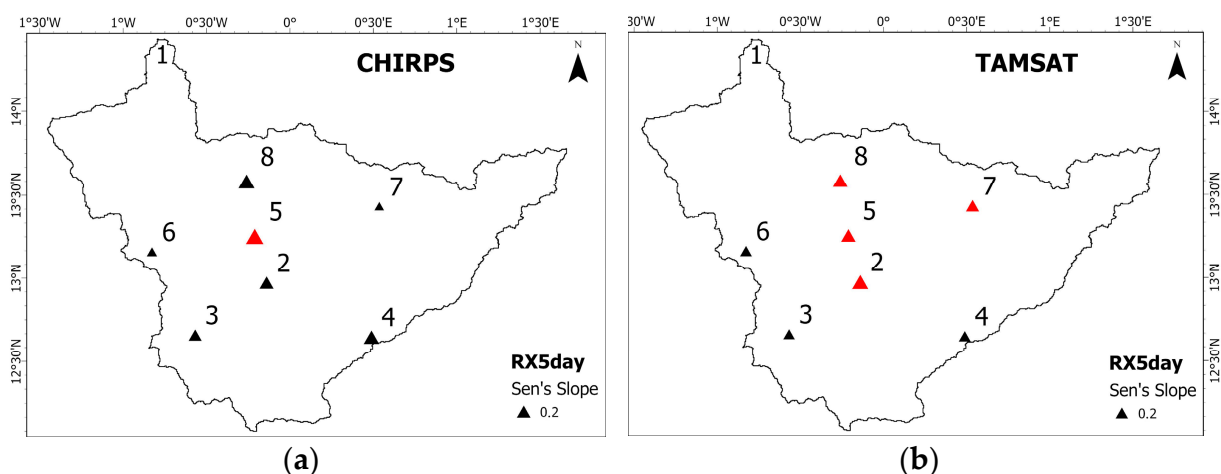 1°30'W 1°W 0°30'W 0° 0°30'E 1°E 1°30'E
30'W 1°W 0°30'W 0° 0°30'E 1°E 1°30'E
N
N
1
CHIRPS
1
TAMSAT
14°N
14°N
8
8
13°30'N
7
7
13°30'N
5
5
6
6
2
2
13°N
13°N
3
4
3
4
12°30'N
12°30'N
RX5day
RX5day
Sen's Slope
Sen's Slope
0.2
0.2
(a)
(b)